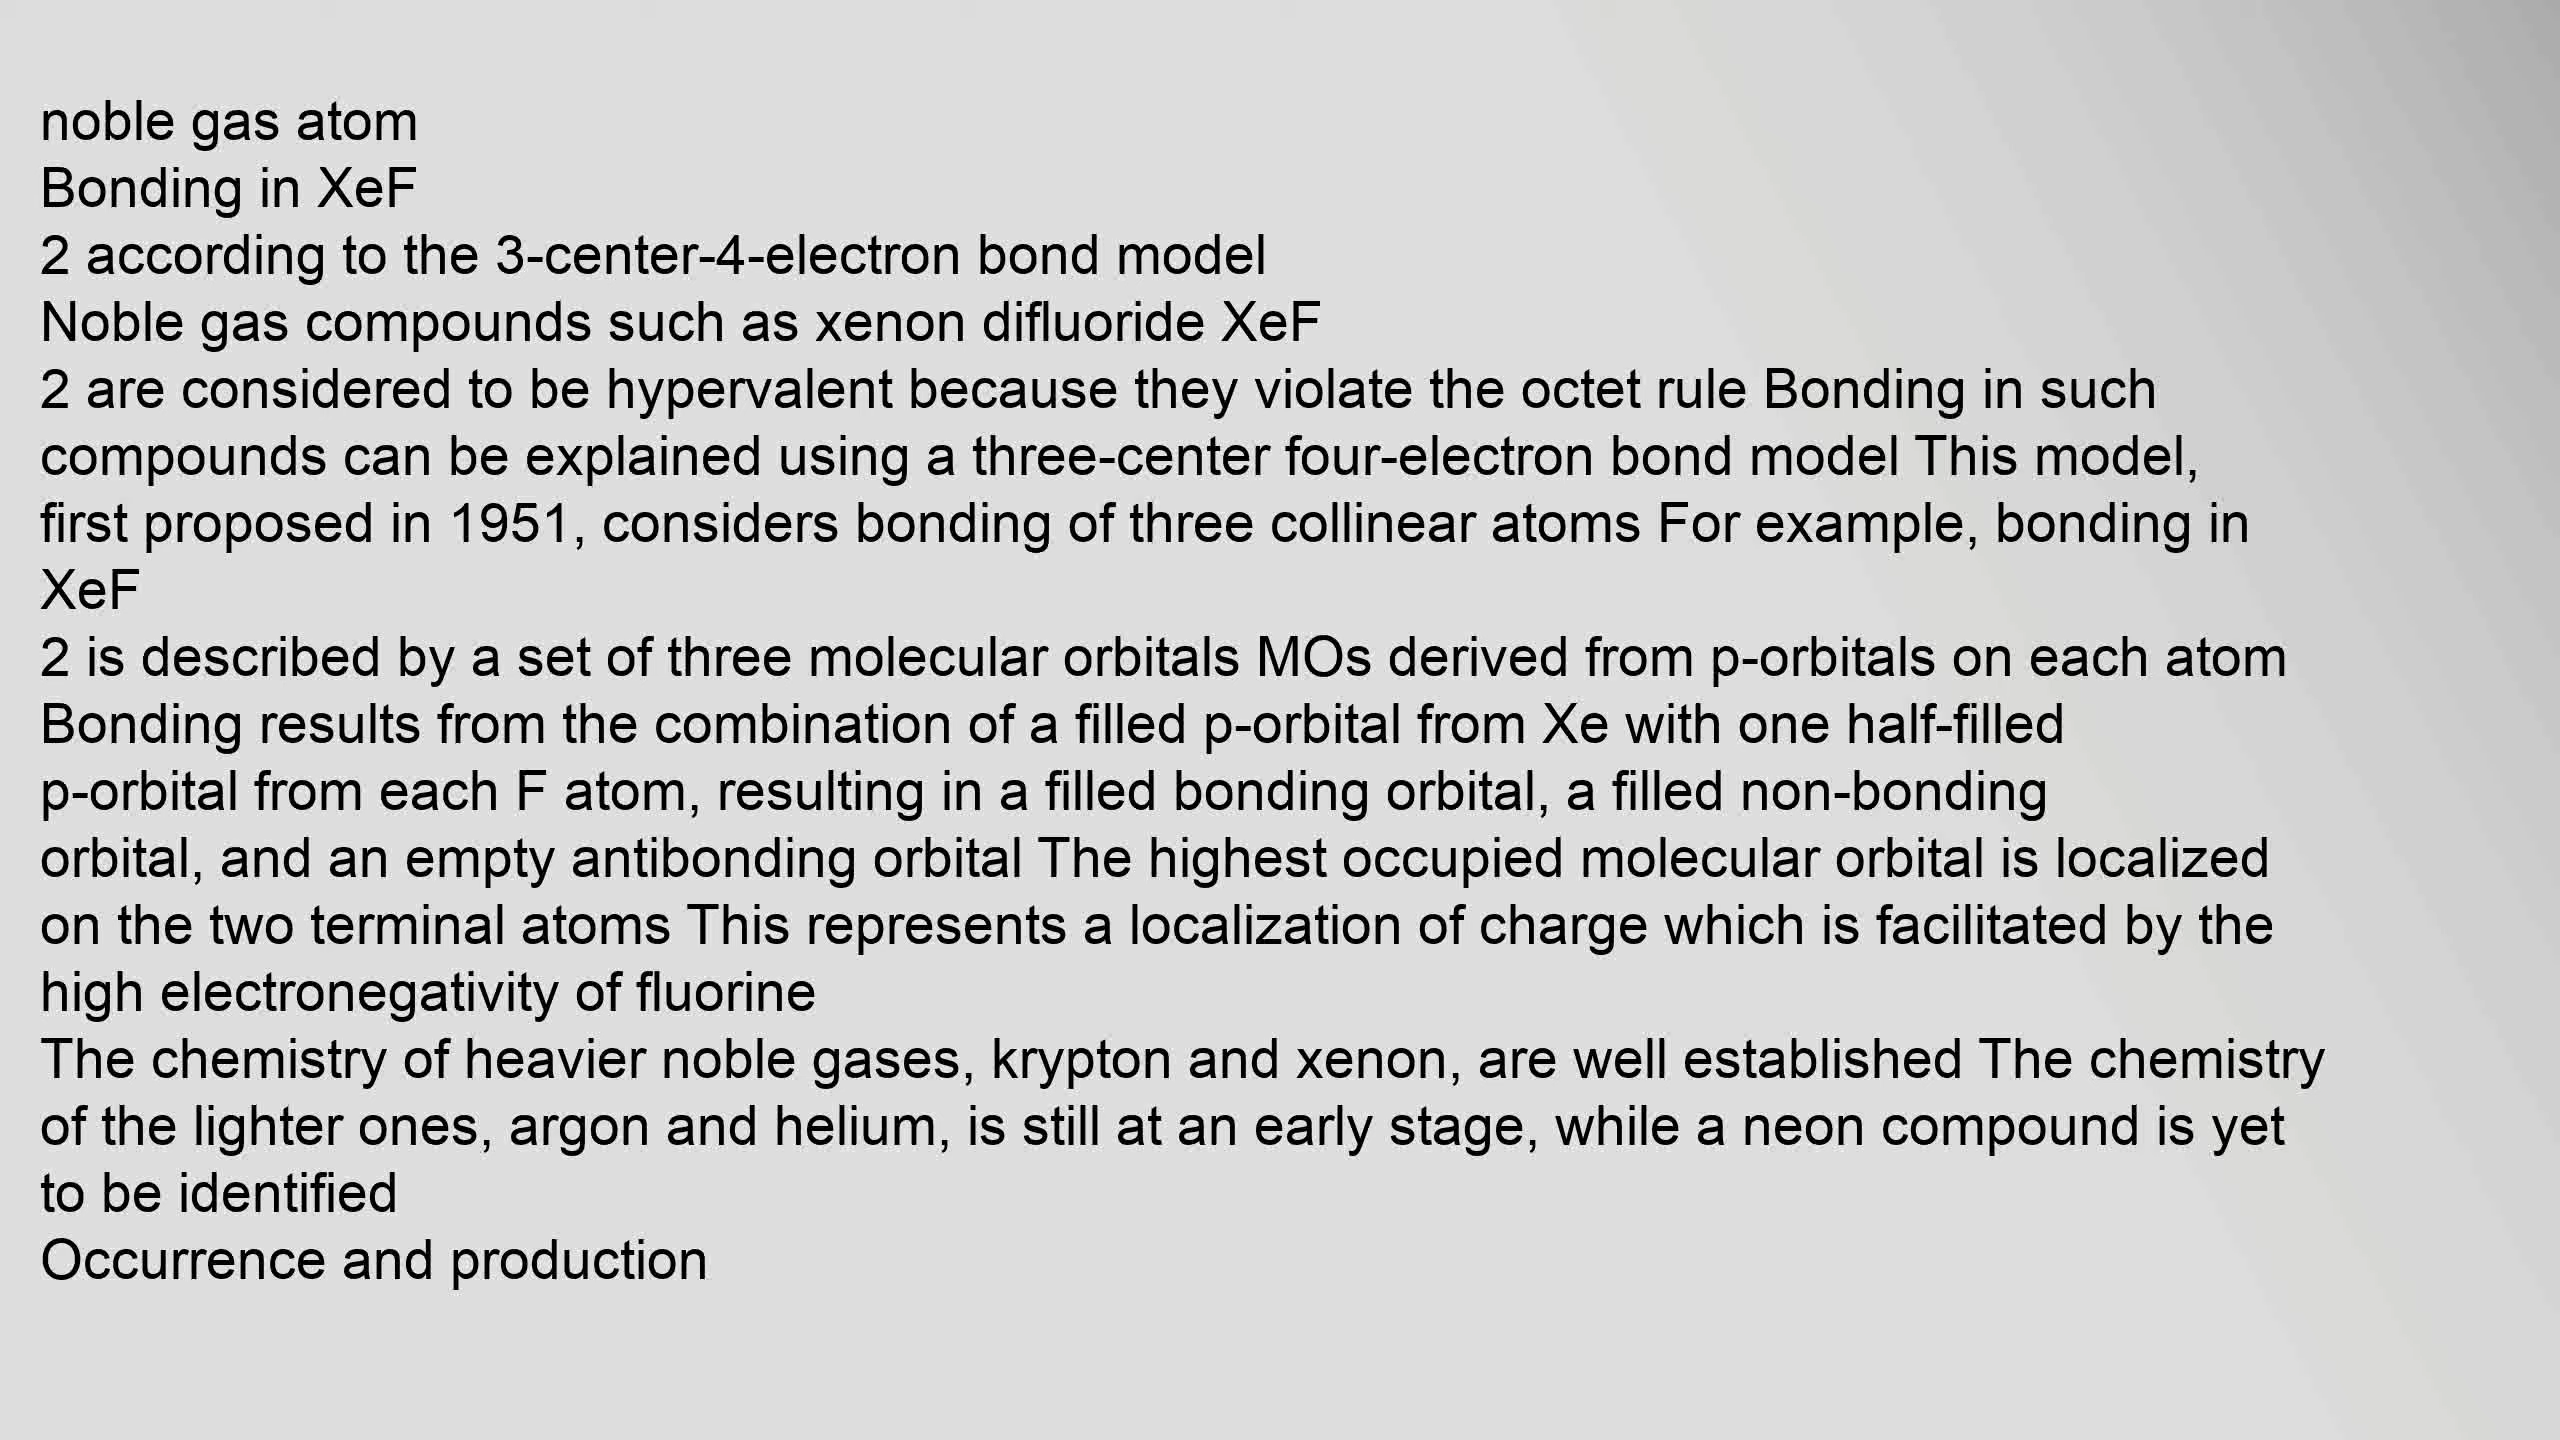 noble gas atom
Bonding in XeF
2 according to the 3-center-4-electron bond model
Noble gas compounds such as xenon difluoride XeF
2 are considered to be hypervalent because they violate the octet rule Bonding in such
compounds can be explained using a three-center four-electron bond model This model,
first proposed in 1951, considers bonding of three collinear atoms For example, bonding in
XeF
2 is described by a set of three molecular orbitals MOs derived from p-orbitals on each atom
Bonding results from the combination of a filled p-orbital from Xe with one half-filled
p-orbital from each F atom, resulting in a filled bonding orbital, a filled non-bonding
orbital, and an empty antibonding orbital The highest occupied molecular orbital is localized
on the two terminal atoms This represents a localization of charge which is facilitated by the
high electronegativity of fluorine
The chemistry of heavier noble gases, krypton and xenon, are well established The chemistry
of the lighter ones, argon and helium, is still at an early stage, while a neon compound is yet
to be identified
Occurrence and production